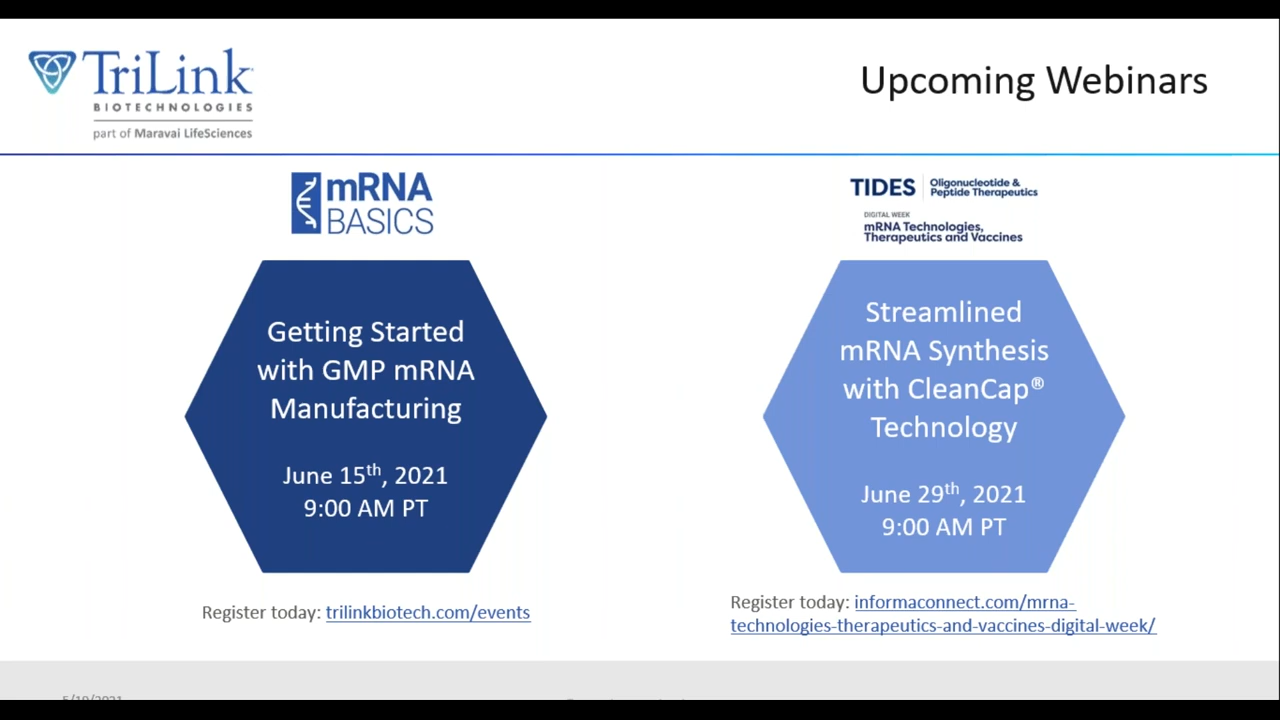 TriLink
BIOTECHNOLOGIES
part of Maravai LifeSciences
Upcoming Webinars
mRNA
BASICS
Getting Started
with GMP mRNA
Manufacturing
June 15th, 2021
9:00 AM PT
Register today: trilinkbiotech.com/events
TIDES
Oligonucleotide &
Peptide Therapeutics
DIGITAL WEEK
mRNA Technologies,
Therapeutics and Vaccines
Streamlined
mRNA Synthesis
with CleanCap®
Technology
June 29th, 2021
9:00 AM PT
Register today: informaconnect.com/mrna-
technologies-therapeutics-and-vaccines-digital-week/